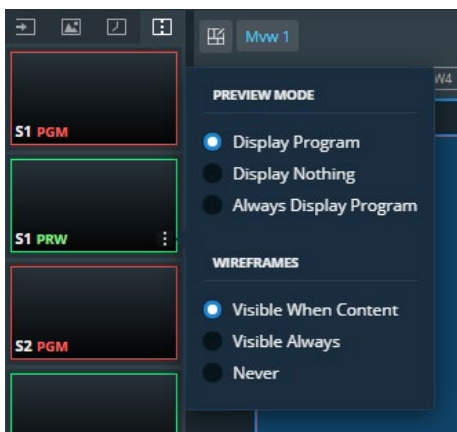 Mvw 1
W4
S1 PGM
S1 PRW
S2 PGM
PREVIEW MODE
Display Program
Display Nothing
Always Display Program
WIREFRAMES
Visible When Content
Visible Always
Never